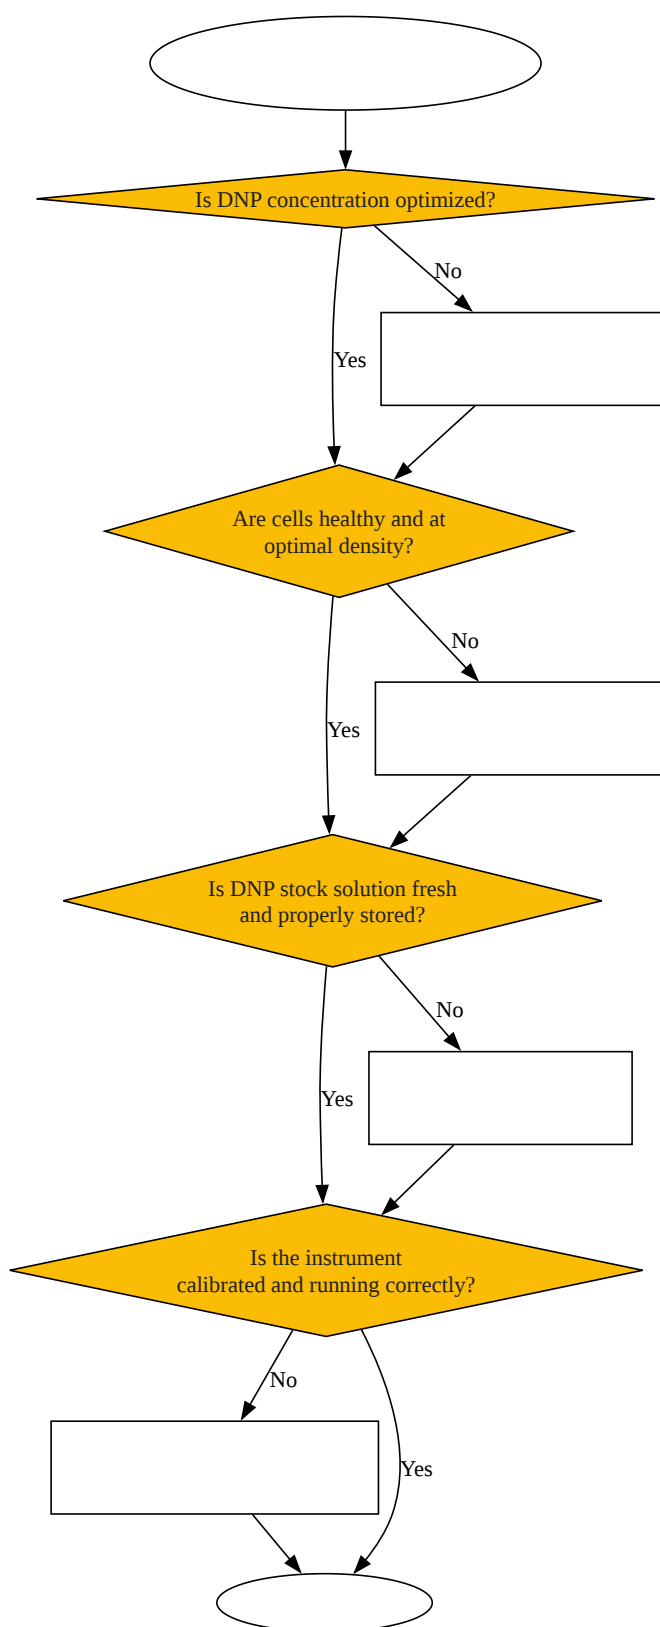 Is DNP concentration optimized?
No
Yes
Are cells healthy and at
optimal density?
No
Yes
Is DNP stock solution fresh
and properly stored?
No
Yes
Is the instrument
calibrated and running correctly?
No
Yes